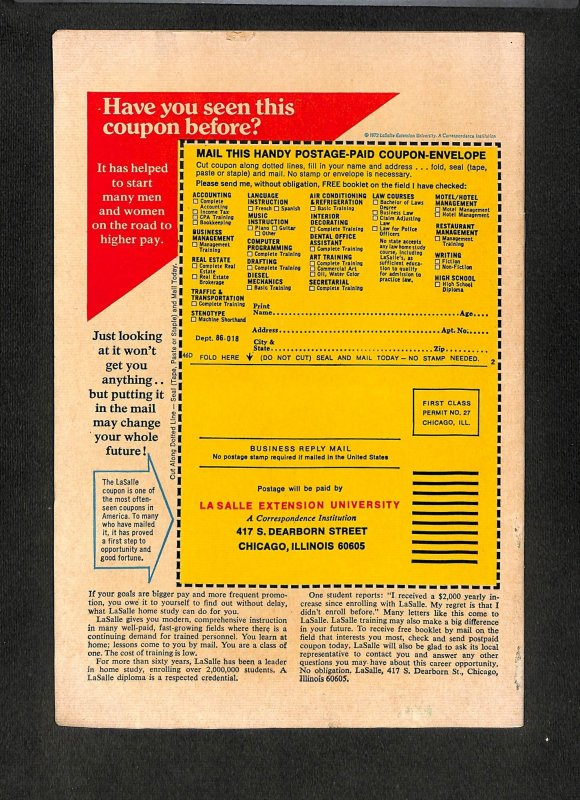 Have you seen this
coupon before?
It has helped
to start
many men
and women
on the road to
higher pay.
© 1972 LaSalle Extension University. A Correspondence Institution
MAIL THIS HANDY POSTAGE-PAID COUPON-ENVELOPE
Cut coupon along dotted lines, fill in your name and address . . . fold, seal (tape,
paste or staple) and mail. No stamp or envelope is necessary.
Please send me, without obligation, FREE booklet on the field I have checked:
ACCOUNTING
Complete
Accounting
Income Tax
CPA Training
Bookkeeping
BUSINESS
MANAGEMENT
Management
Training
REAL ESTATE
Complete Real
Estate
Real Estate
Brokerage
TRAFFIC &
TRANSPORTATION
Complete Training
STENOTYPE
Machine Shorthand
LANGUAGE
INSTRUCTION
French Spanish
MUSIC
INSTRUCTION
Piano Guitar
Other
COMPUTER
PROGRAMMING
Complete Training
DRAFTING
Complete Training
DIESEL
MECHANICS
Basic Training
AIR CONDITIONING
& REFRIGERATION
Basic Training
INTERIOR
DECORATING
Complete Training
DENTAL OFFICE
ASSISTANT
Complete Training
ART TRAINING
Complete Training
Commercial Art
Oil, Water Color
SECRETARIAL
Complete Training
LAW COURSES
Bachelor of Laws
Degree
Business Law
Claim Adjusting
Law
Law for Police
Officers
No state accepts
any law home study
course, including
LaSalle's, as
sufficient educa-
tion to qualify
for admission to
practice law.
MOTEL/HOTEL
MANAGEMENT
Motel Management
Hotel Management
RESTAURANT
MANAGEMENT
Management
Training
WRITING
Fiction
Non-Fiction
HIGH SCHOOL
High School
Diploma
Print
Name Age
Address Apt. No.
Dept. 86-018
City &
State Zip
46D FOLD HERE (DO NOT CUT) SEAL AND MAIL TODAY—NO STAMP NEEDED. 2
Cut Along Dotted Line — Seal (Tape, Paste or Staple) and Mail Today.
Just looking
at it won't
get you
anything . .
but putting it
in the mail
may change
your whole
future!
The LaSalle
coupon is one of
the most often-
seen coupons in
America. To many
who have mailed
it, it has proved
a first step to
opportunity and
good fortune.
FIRST CLASS
PERMIT NO. 27
CHICAGO, ILL.
BUSINESS REPLY MAIL
No postage stamp required if mailed in the United States
Postage will be paid by
LA SALLE EXTENSION UNIVERSITY
A Correspondence Institution
417 S. DEARBORN STREET
CHICAGO, ILLINOIS 60605
If your goals are bigger pay and more frequent promo-
tion, you owe it to yourself to find out without delay,
what LaSalle home study can do for you.
LaSalle gives you modern, comprehensive instruction
in many well-paid, fast-growing fields where there is a
continuing demand for trained personnel. You learn at
home; lessons come to you by mail. You are a class of
one. The cost of training is low.
For more than sixty years, LaSalle has been a leader
in home study, enrolling over 2,000,000 students. A
LaSalle diploma is a respected credential.
One student reports: "I received a $2,000 yearly in-
crease since enrolling with LaSalle. My regret is that I
didn't enroll before." Many letters like this come to
LaSalle. LaSalle training may also make a big difference
in your future. To receive free booklet by mail on the
field that interests you most, check and send postpaid
coupon today. LaSalle will also be glad to ask its local
representative to contact you and answer any other
questions you may have about this career opportunity.
No obligation. LaSalle, 417 S. Dearborn St., Chicago,
Illinois 60605.